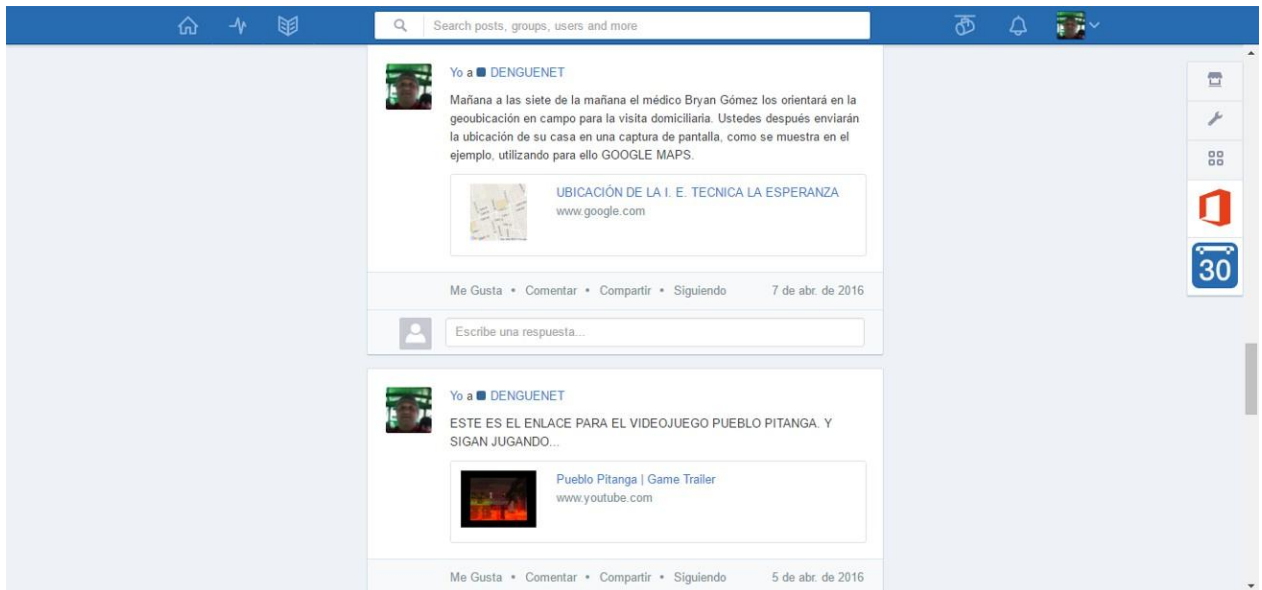 Search posts, groups, users and more
Yo a DENGUENET
Mañana a las siete de la mañana el médico Bryan Gómez los orientará en la
geoubicación en campo para la visita domiciliaria. Ustedes después enviarán
la ubicación de su casa en una captura de pantalla, como se muestra en el
ejemplo, utilizando para ello GOOGLE MAPS.
UBICACIÓN DE LA I. E. TECNICA LA ESPERANZA
www.google.com
Me Gusta • Comentar • Compartir • Siguiendo 7 de abr. de 2016
Escribe una respuesta...
30
Yo a DENGUENET
ESTE ES EL ENLACE PARA EL VIDEOJUEGO PUEBLO PITANGA. Y
SIGAN JUGANDO...
Pueblo Pitanga | Game Trailer
www.youtube.com
Me Gusta • Comentar • Compartir • Siguiendo 5 de abr. de 2016